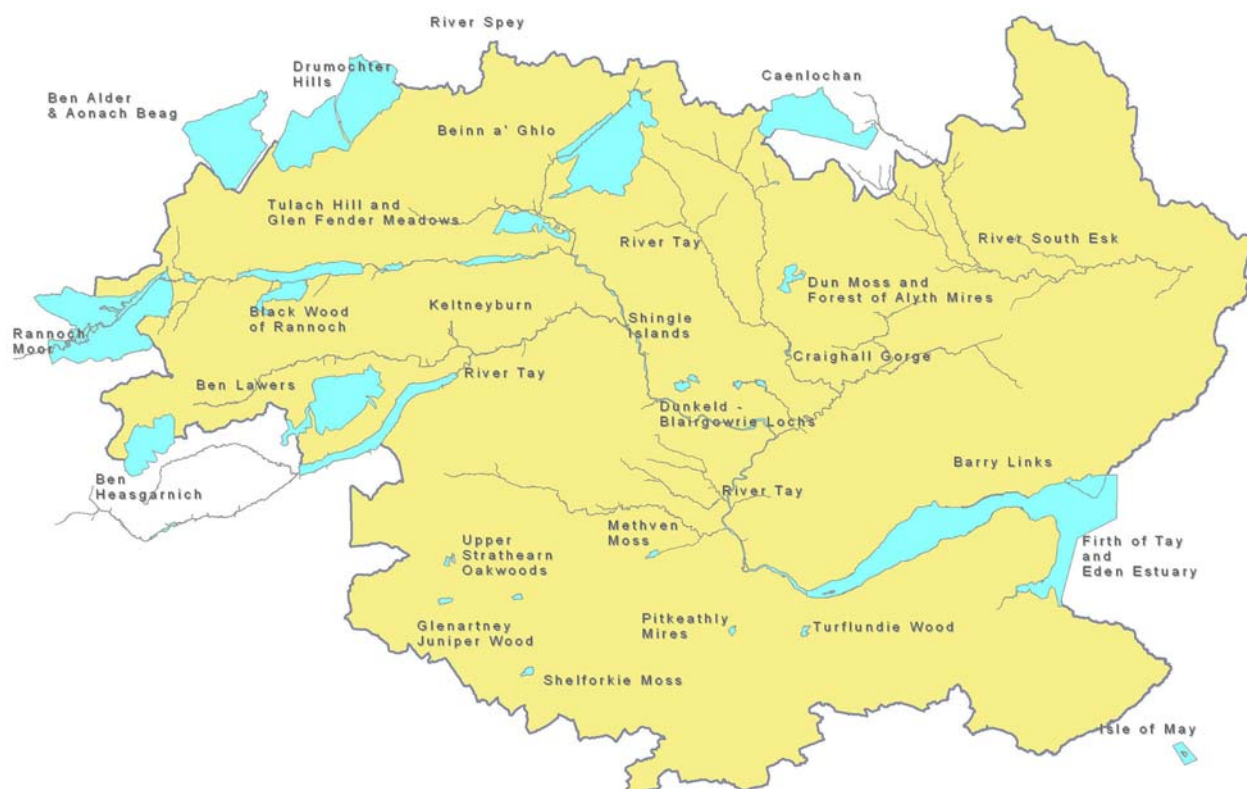 River Spey
Drumochter
Hills
Caenlochan
Ben Alder
& Aonach Beag
Beinn a' Ghlo
Tulach Hill and
Glen Fender Meadows
River Tay
River South Esk
Dun Moss and
Forest of Alyth Mires
Keltneyburn
Black Wood
of Rannoch
Shingle
Islands
Rannoch
Moor
Craighall Gorge
River Tay
Ben Lawers
Dunkeld -
Blairgowrie Lochs
Barry Links
Ben
Heasgarnich
River Tay
Methven
Moss
Upper
Strathearn
Oakwoods
Firth of Tay
and
Eden Estuary
Glenartney
Juniper Wood
Pitkeathly
Mires
Turflundie Wood
Shelforkie Moss
Isle of May